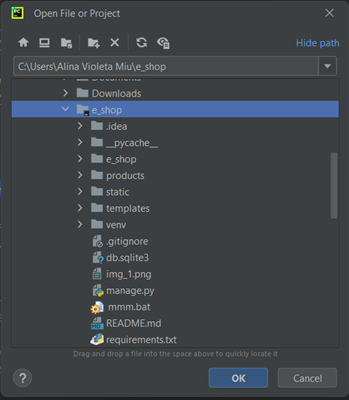 Open File or Project
Hide path
C:\Users\Alina Violeta Miu\e_shop
Documents
Downloads
e_shop
.idea
__pycache__
e_shop
products
static
templates
venv
.gitignore
db.sqlite3
img_1.png
manage.py
mmm.bat
README.md
requirements.txt
Drag and drop a file into the space above to quickly locate it
?
OK
Cancel